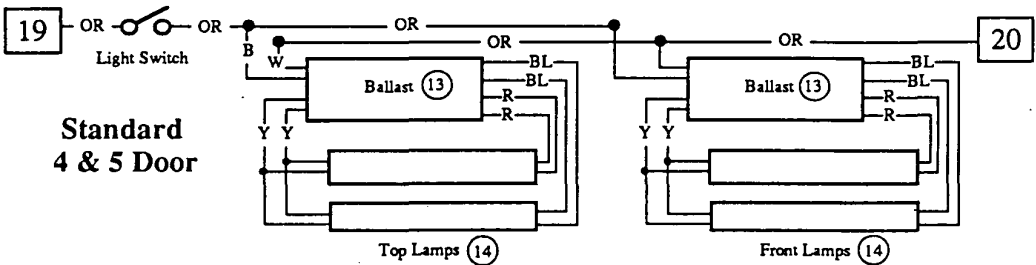 19 OR OR OR OR OR 20
Light Switch
B W
BL BL
BL BL
Ballast 13 R Ballast 13 R
R R
Y Y Y Y
Standard
4 & 5 Door
Top Lamps 14 Front Lamps 14